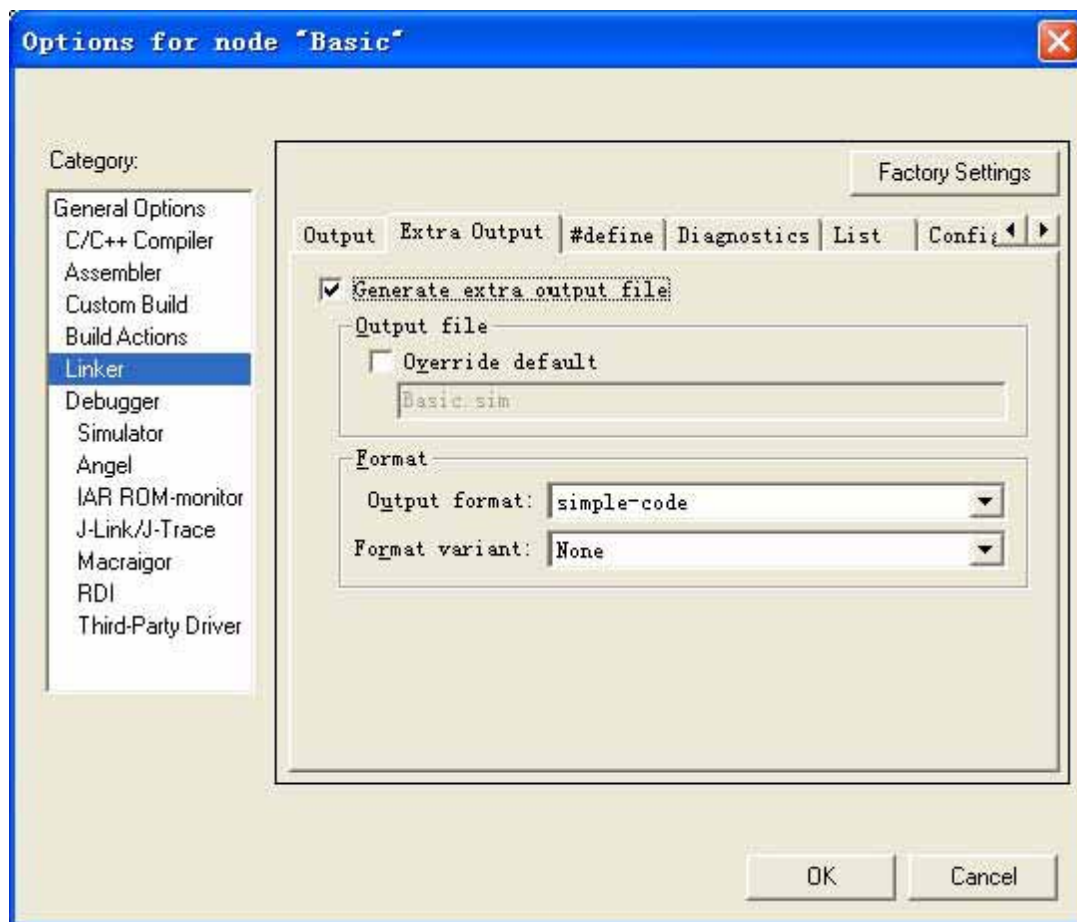 Options for node "Basic"
Category:
Factory Settings
General Options
C/C++ Compiler
Assembler
Custom Build
Build Actions
Linker
Debugger
Simulator
Angel
IAR ROM-monitor
J-Link/J-Trace
Macraigor
RDI
Third-Party Driver
Output Extra Output #define Diagnostics List Config
Generate extra output file
Output file
Override default
Basic.sim
Format
Output format: simple-code
Format variant: None
OK Cancel